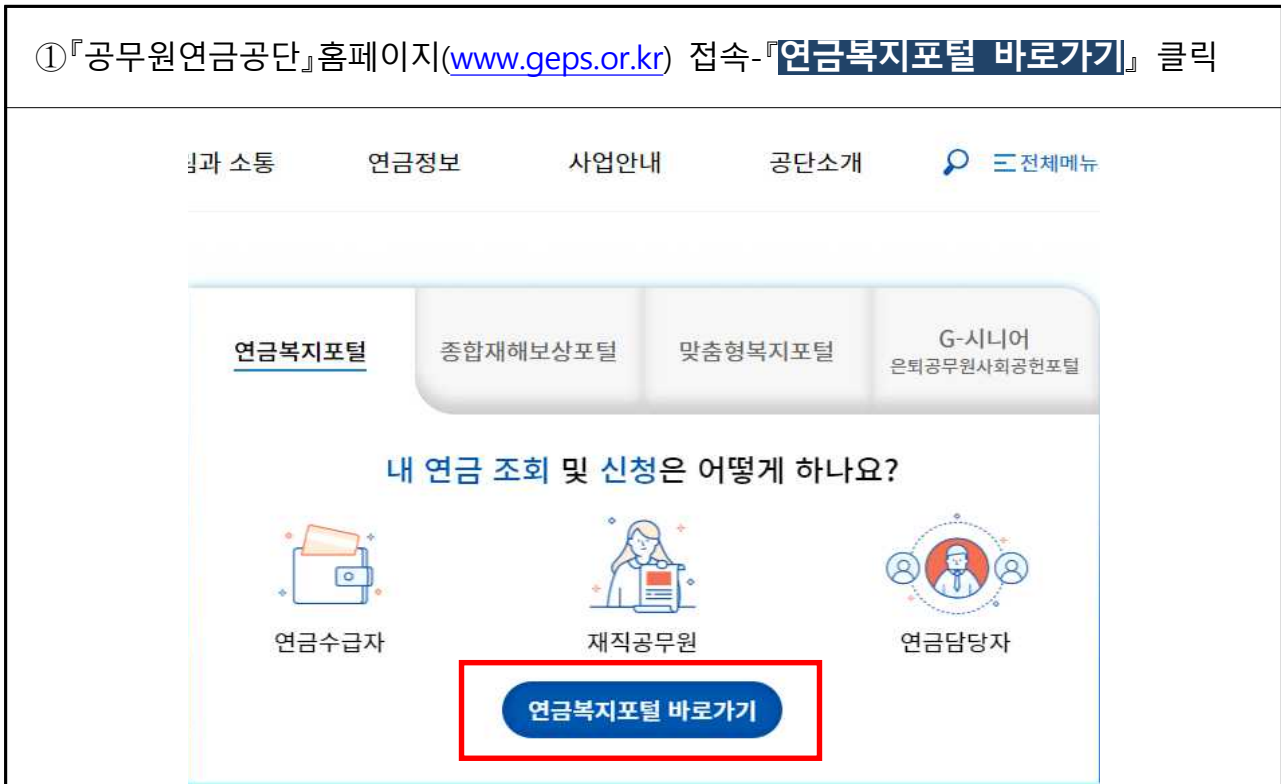 ①『공무원연금공단』홈페이지(www.geps.or.kr) 접속-『연금복지포털 바로가기』 클릭
과 소통 연금정보 사업안내 공단소개 전체메뉴
연금복지포털 종합재해보상포털 맞춤형복지포털 G-시니어
은퇴공무원사회공헌포털
내 연금 조회 및 신청은 어떻게 하나요?
연금수급자 재직공무원 연금담당자
연금복지포털 바로가기